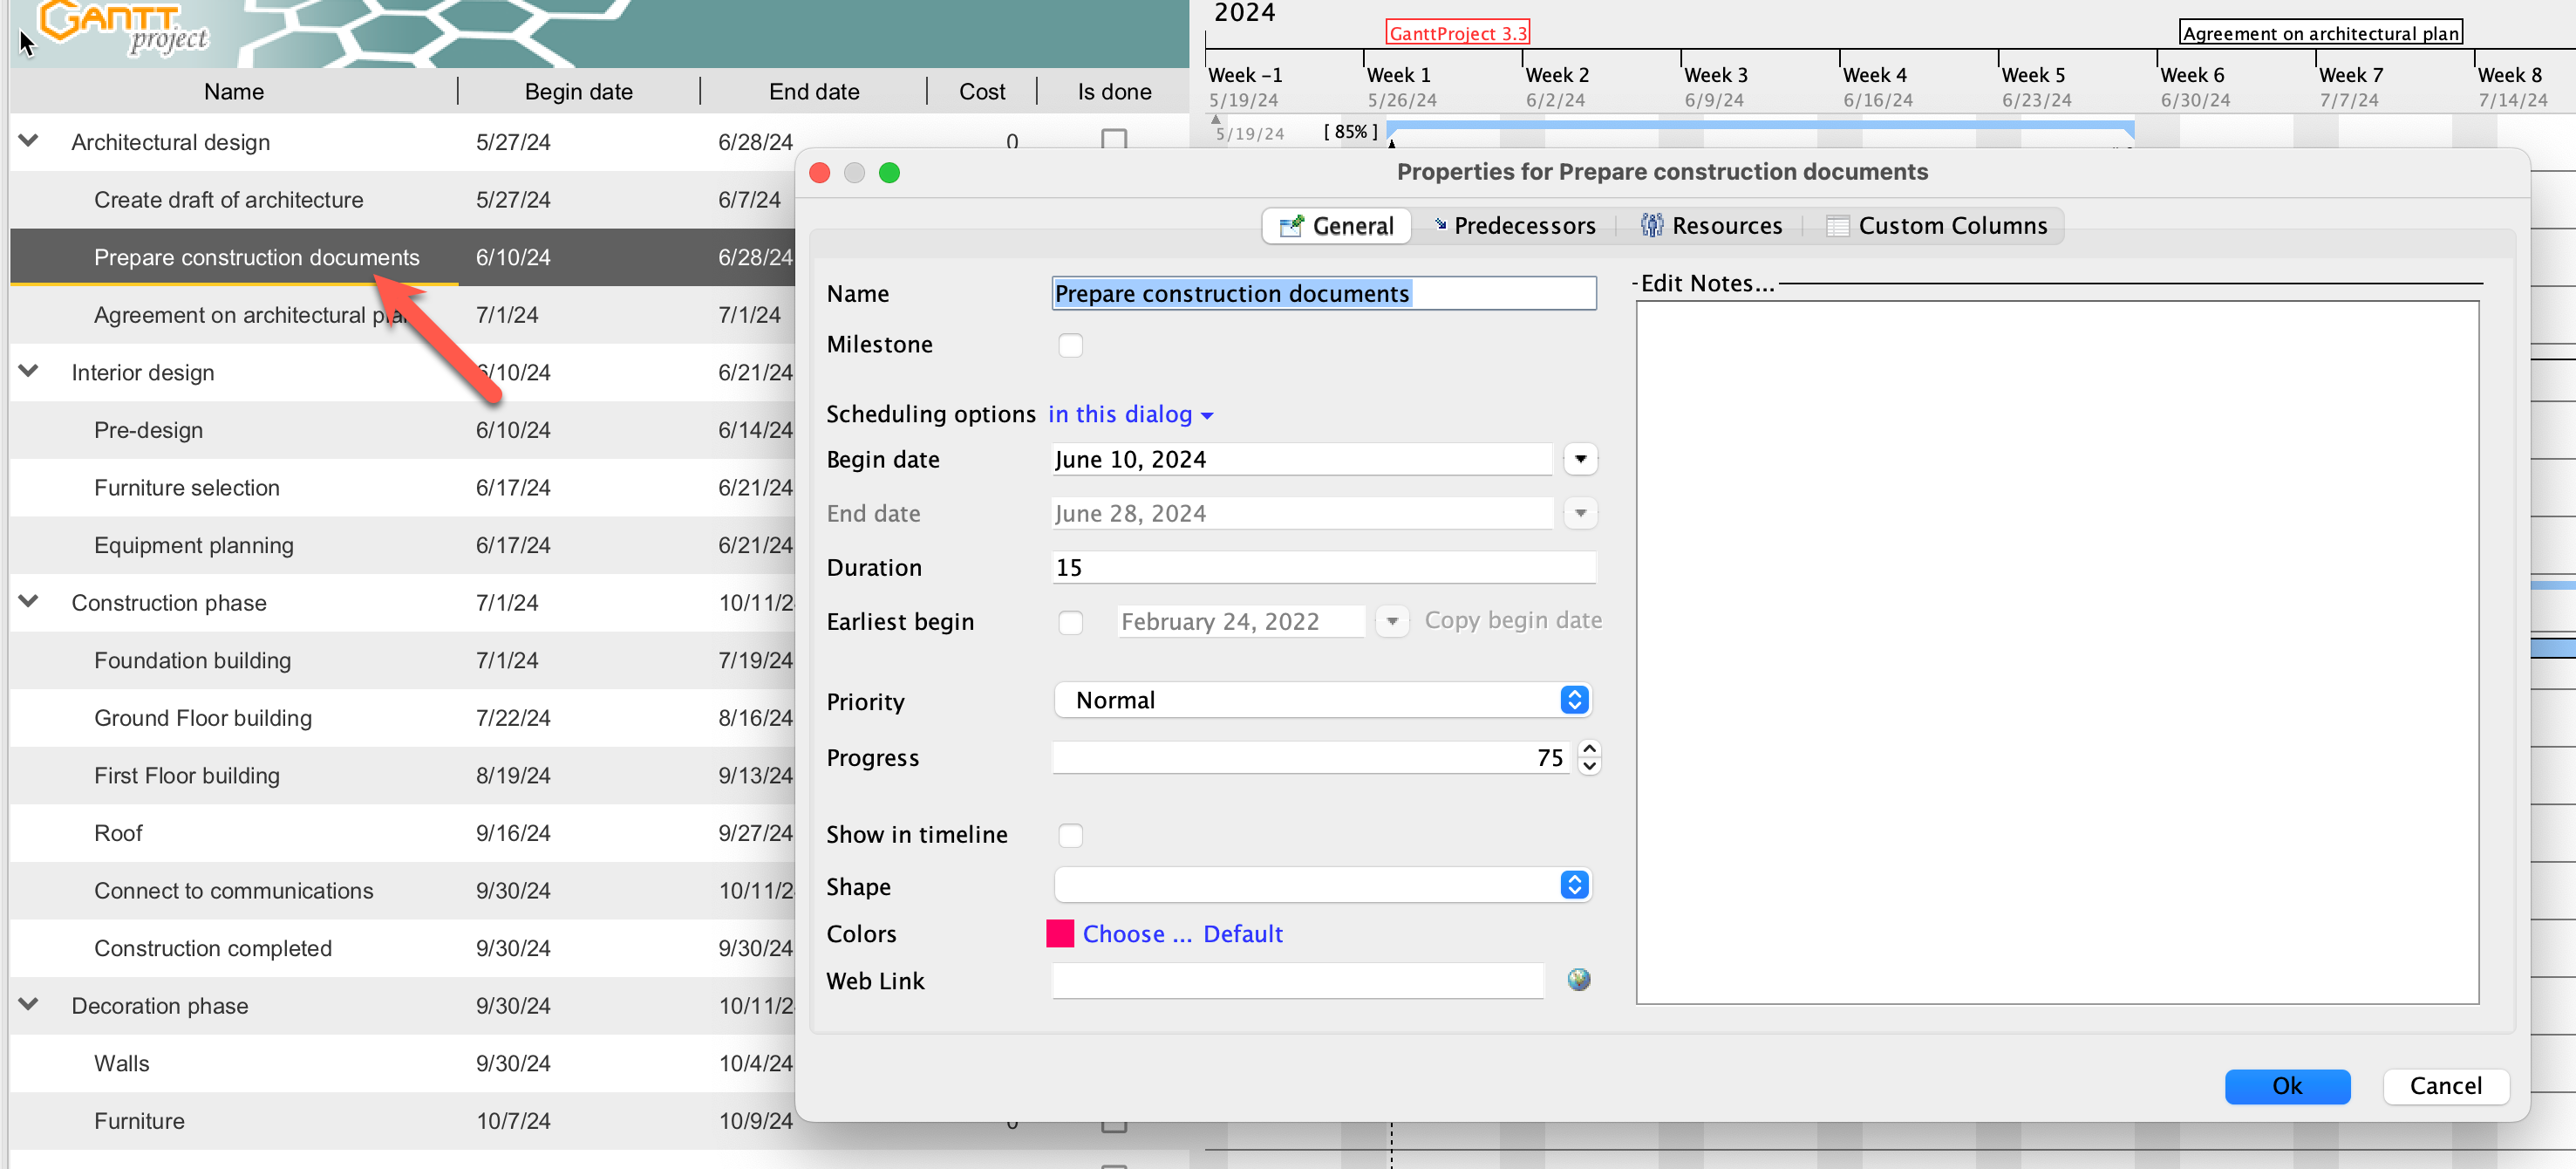 GANTT
project
2024
GanttProject 3.3
Agreement on architectural plan
Name Begin date End date Cost Is done
Week -1 Week 1 Week 2 Week 3 Week 4 Week 5 Week 6 Week 7 Week 8
5/19/24 5/26/24 6/2/24 6/9/24 6/16/24 6/23/24 6/30/24 7/7/24 7/14/24
5/19/24
[ 85% ]
Architectural design 5/27/24 6/28/24 0
Create draft of architecture 5/27/24 6/7/24
Prepare construction documents 6/10/24 6/28/24
Agreement on architectural plan 7/1/24 7/1/24
Interior design 6/10/24 6/21/24
Pre-design 6/10/24 6/14/24
Furniture selection 6/17/24 6/21/24
Equipment planning 6/17/24 6/21/24
Construction phase 7/1/24 10/11/2
Foundation building 7/1/24 7/19/24
Ground Floor building 7/22/24 8/16/24
First Floor building 8/19/24 9/13/24
Roof 9/16/24 9/27/24
Connect to communications 9/30/24 10/11/2
Construction completed 9/30/24 9/30/24
Decoration phase 9/30/24 10/11/2
Walls 9/30/24 10/4/24
Furniture 10/7/24 10/9/24 0
Properties for Prepare construction documents
General Predecessors Resources Custom Columns
Name Prepare construction documents
Milestone
Scheduling options in this dialog
Begin date June 10, 2024
End date June 28, 2024
Duration 15
Earliest begin February 24, 2022 Copy begin date
Priority Normal
Progress 75
Show in timeline
Shape
Colors Choose ... Default
Web Link
Edit Notes...
Ok Cancel